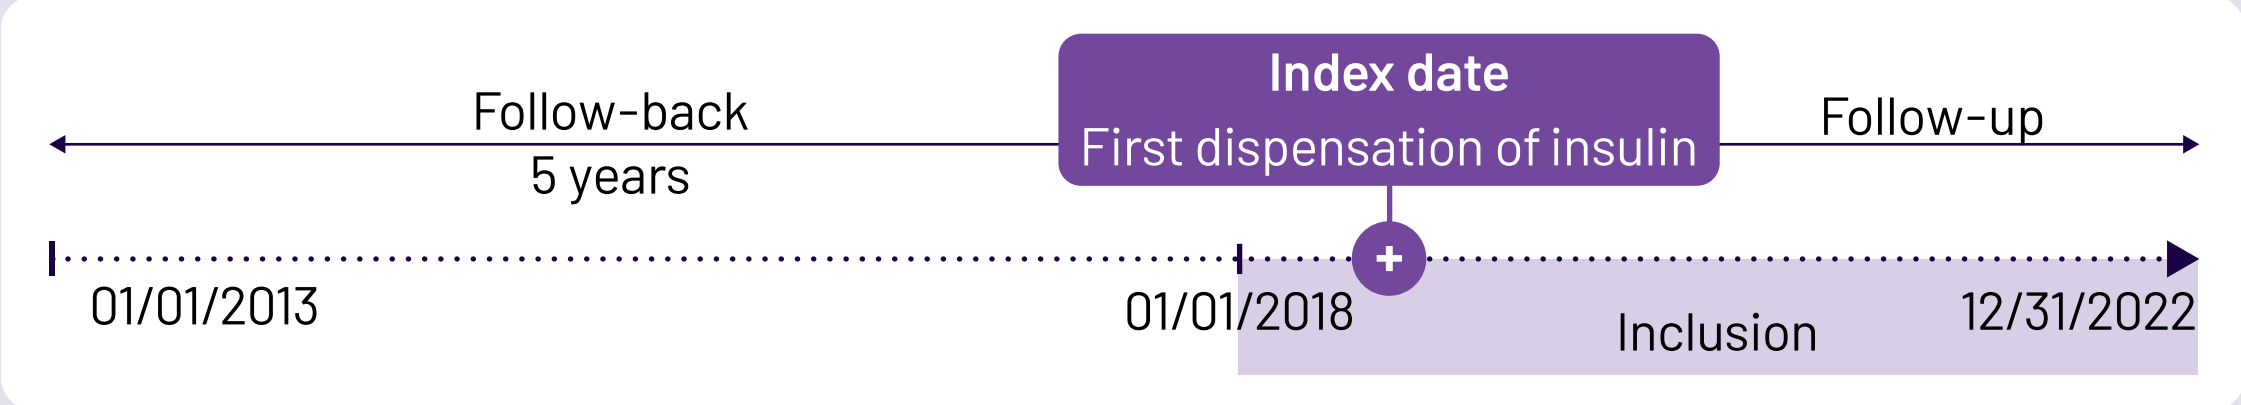 Index date
First dispensation of insulin
Follow-back
5 years
Follow-up
01/01/2013
01/01/2018
12/31/2022
Inclusion